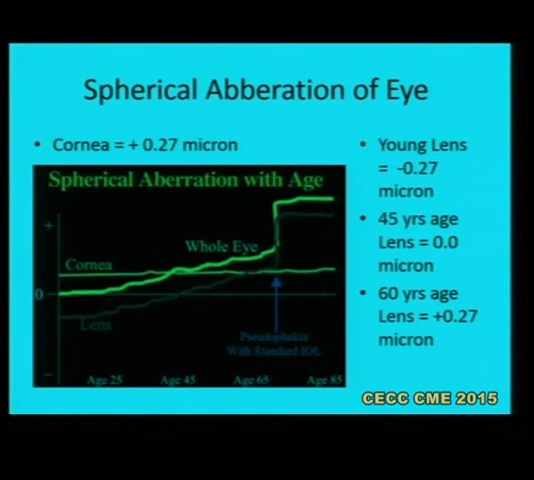 Spherical Abberation of Eye
• Cornea = + 0.27 micron
Spherical Aberration with Age
+
Whole Eye
Cornea
0
Lens
Pseudophakia
With Standard IOL
–
Age 25 Age 45 Age 65 Age 85
• Young Lens
= -0.27
micron
• 45 yrs age
Lens = 0.0
micron
• 60 yrs age
Lens = +0.27
micron
CECC CME 2015